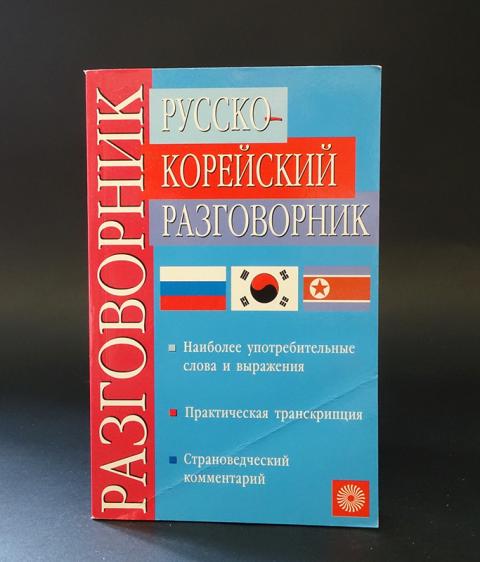 РАЗГОВОРНИК
РУССКО-
КОРЕЙСКИЙ
РАЗГОВОРНИК
Наиболее употребительные
слова и выражения
Практическая транскрипция
Страноведческий
комментарий